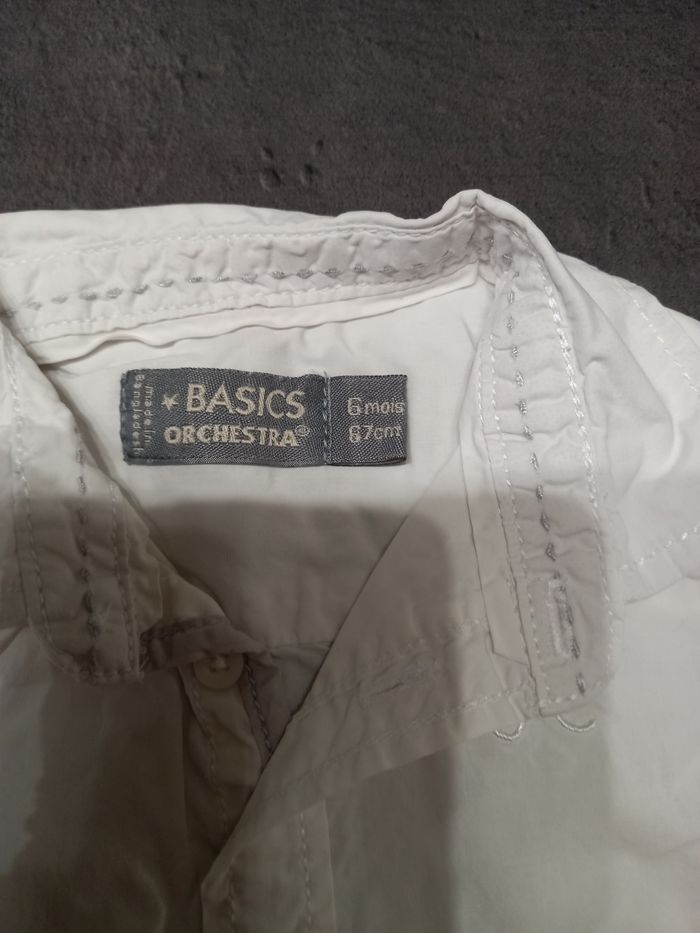 made in
Bangladesh
BASICS
ORCHESTRA
6 mois
67cm